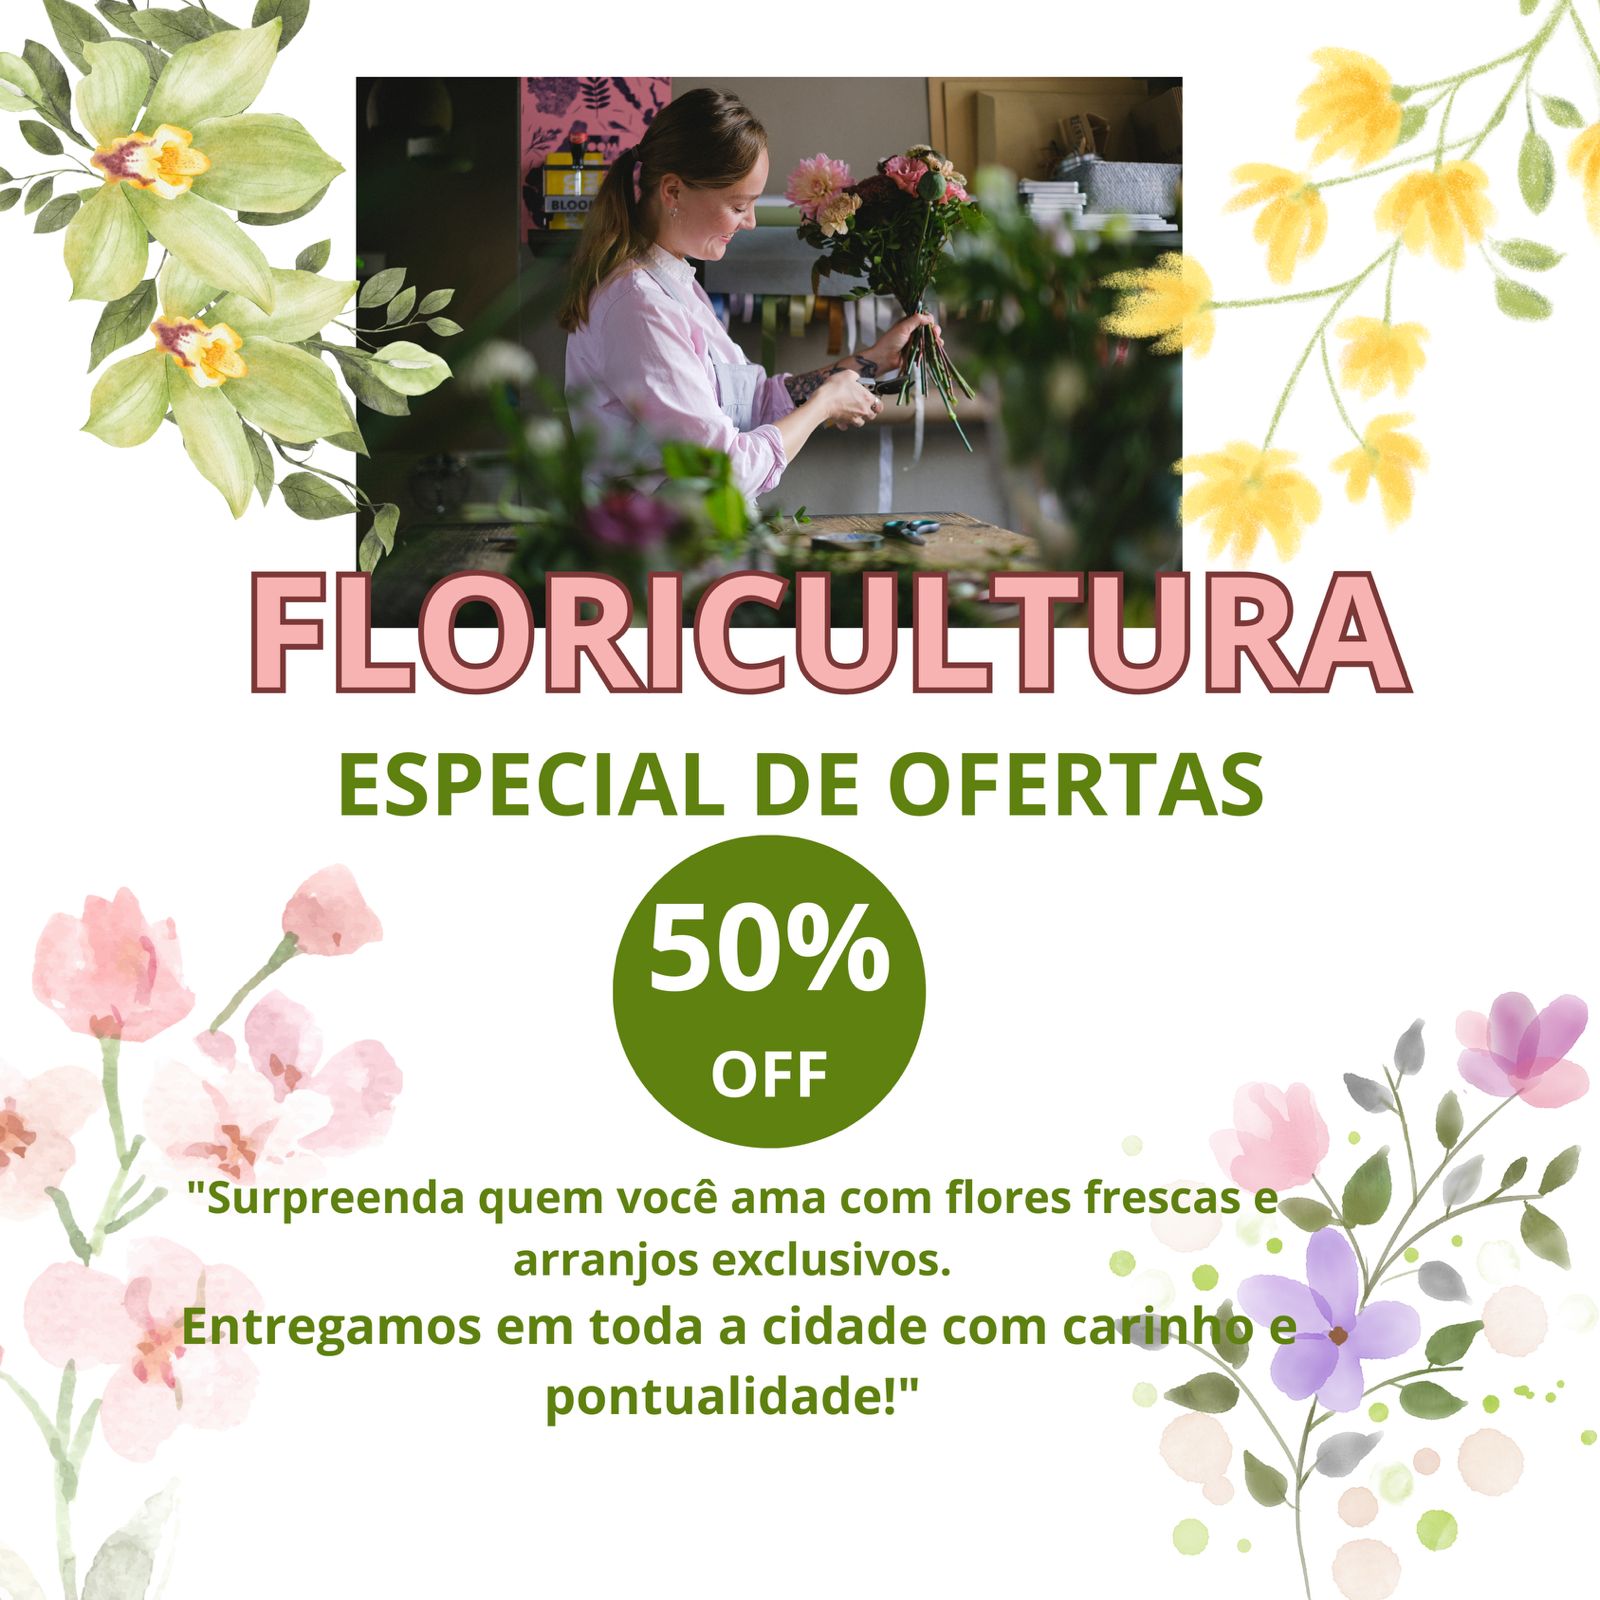 BLOOM
FLORICULTURA
ESPECIAL DE OFERTAS
50%
OFF
"Surpreenda quem você ama com flores frescas e
arranjos exclusivos.
Entregamos em toda a cidade com carinho e
pontualidade!"